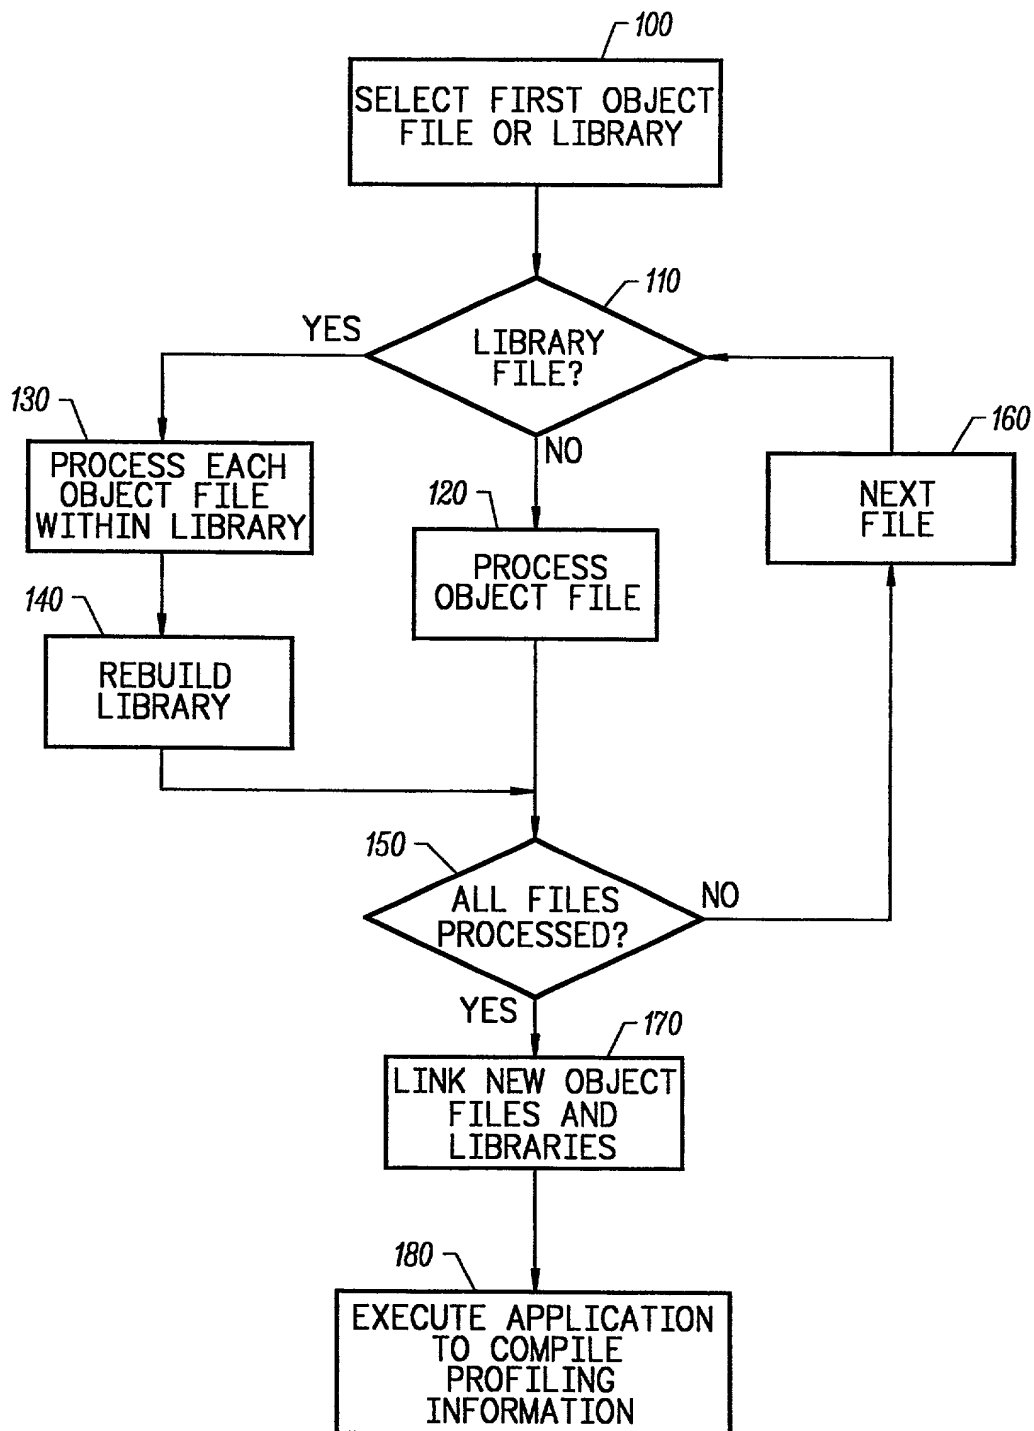 100
SELECT FIRST OBJECT
FILE OR LIBRARY
110
YES
LIBRARY
FILE?
NO
130
PROCESS EACH
OBJECT FILE
WITHIN LIBRARY
160
NEXT
FILE
120
PROCESS
OBJECT FILE
140
REBUILD
LIBRARY
150
ALL FILES
PROCESSED?
NO
YES
170
LINK NEW OBJECT
FILES AND
LIBRARIES
180
EXECUTE APPLICATION
TO COMPILE
PROFILING
INFORMATION